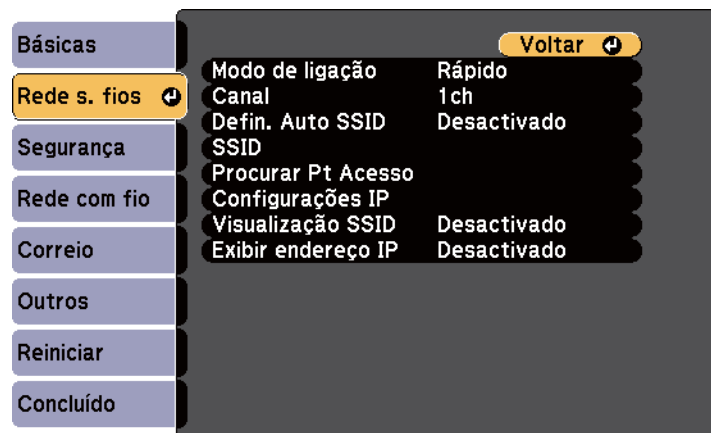 Básicas
Rede s. fios
Segurança
Rede com fio
Correio
Outros
Reiniciar
Concluído
Voltar
Modo de ligação Rápido
Canal 1ch
Defin. Auto SSID Desactivado
SSID
Procurar Pt Acesso
Configurações IP
Visualização SSID Desactivado
Exibir endereço IP Desactivado